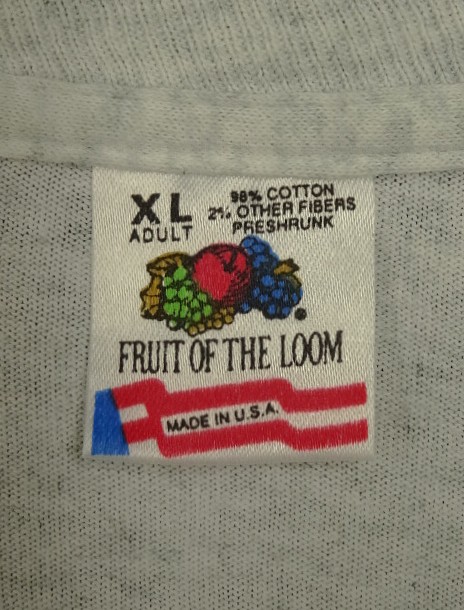 XL
ADULT
98% COTTON
2% OTHER FIBERS
PRESHRUNK
FRUIT OF THE LOOM
MADE IN U.S.A.